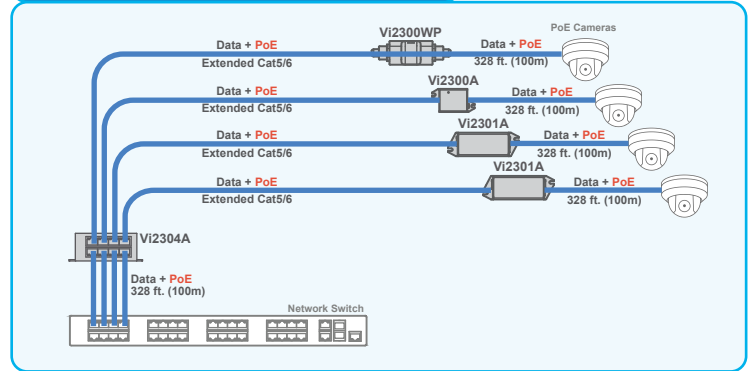 Vi2300WP
PoE Cameras
Data + PoE
Extended Cat5/6
Data + PoE
328 ft. (100m)
Vi2300A
Data + PoE
Extended Cat5/6
Data + PoE
328 ft. (100m)
Vi2301A
Data + PoE
Extended Cat5/6
Data + PoE
328 ft. (100m)
Vi2301A
Data + PoE
Extended Cat5/6
Data + PoE
328 ft. (100m)
Vi2304A
Data + PoE
328 ft. (100m)
Network Switch